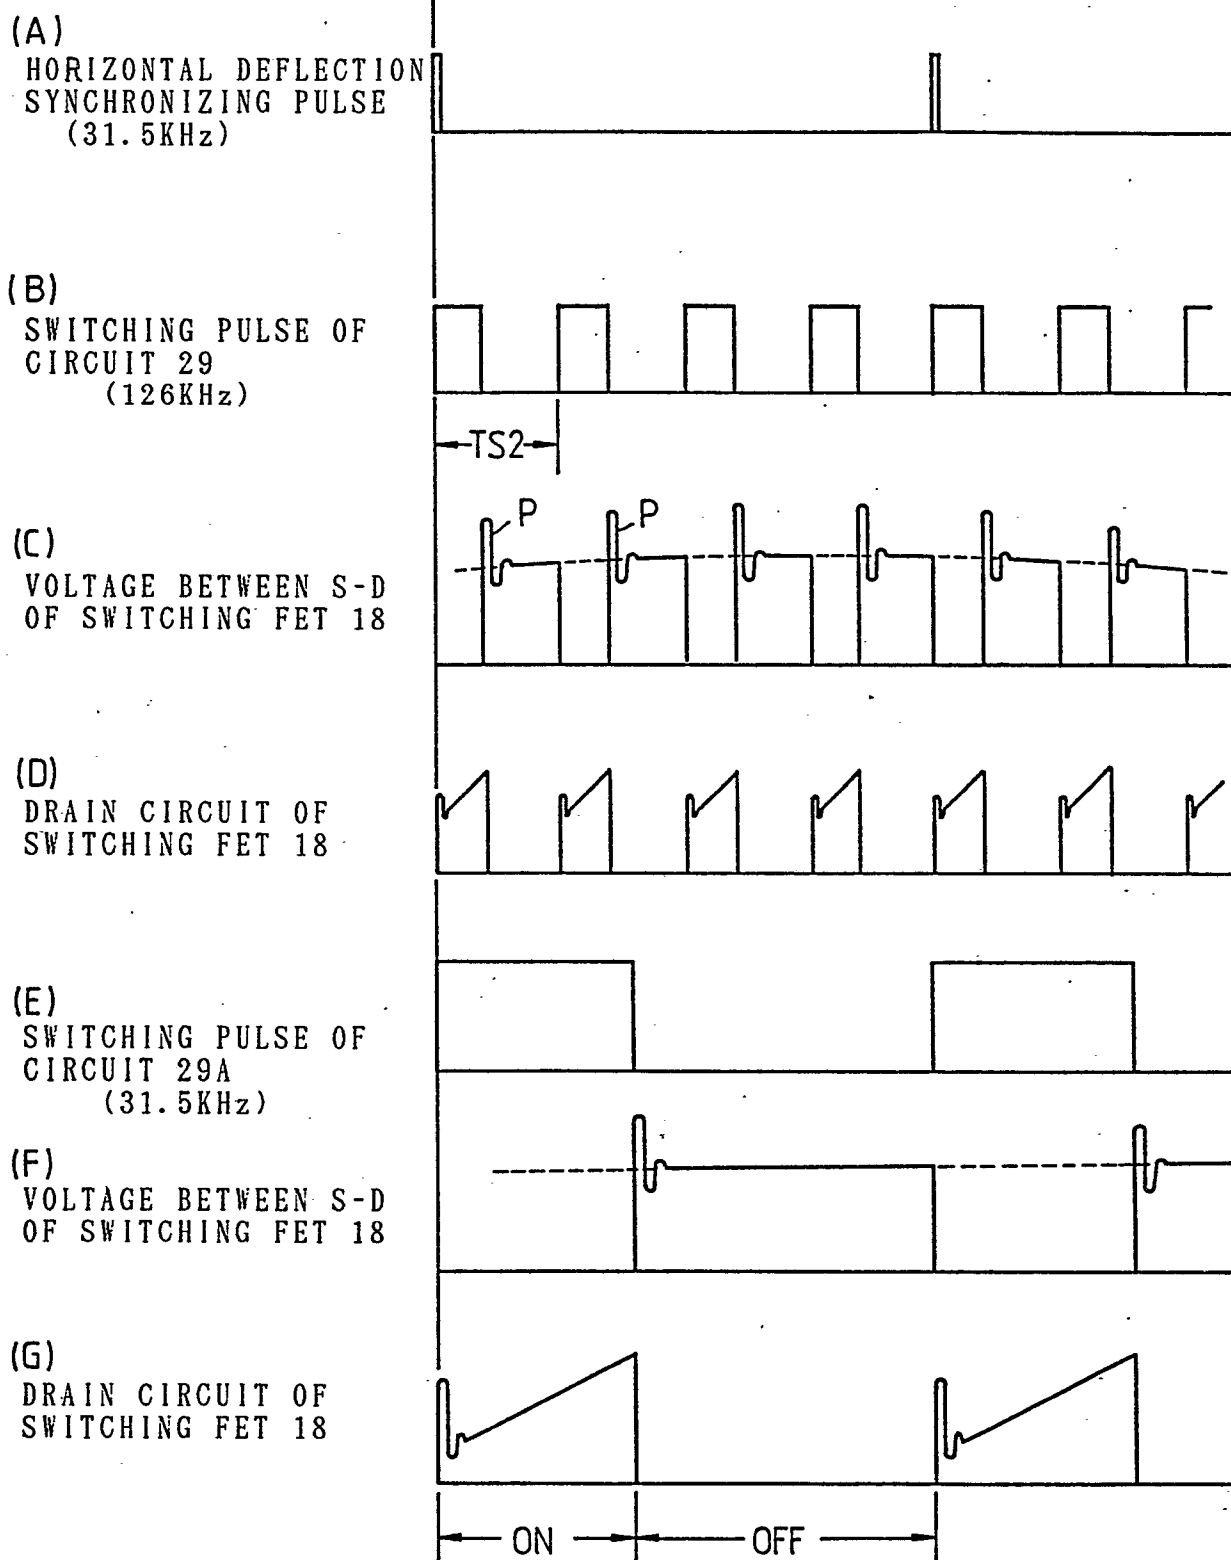 (A)
HORIZONTAL DEFLECTION
SYNCHRONIZING PULSE
(31.5KHz)
(B)
SWITCHING PULSE OF
CIRCUIT 29
(126KHz)
TS2
P
P
(C)
VOLTAGE BETWEEN S-D
OF SWITCHING FET 18
(D)
DRAIN CIRCUIT OF
SWITCHING FET 18
(E)
SWITCHING PULSE OF
CIRCUIT 29A
(31.5KHz)
(F)
VOLTAGE BETWEEN S-D
OF SWITCHING FET 18
(G)
DRAIN CIRCUIT OF
SWITCHING FET 18
ON
OFF